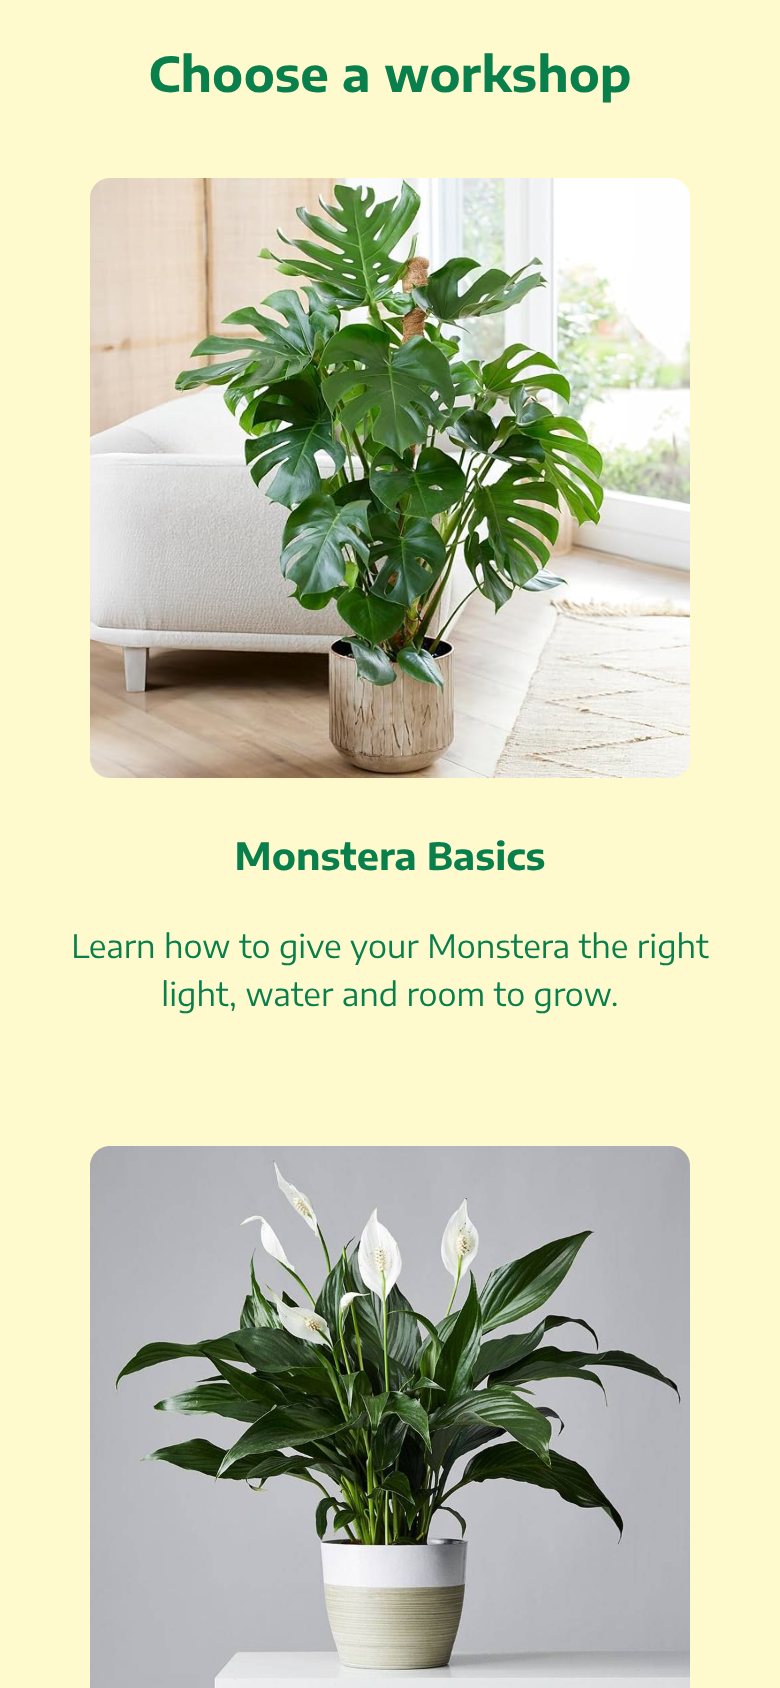 Choose a workshop
Monstera Basics
Learn how to give your Monstera the right
light, water and room to grow.